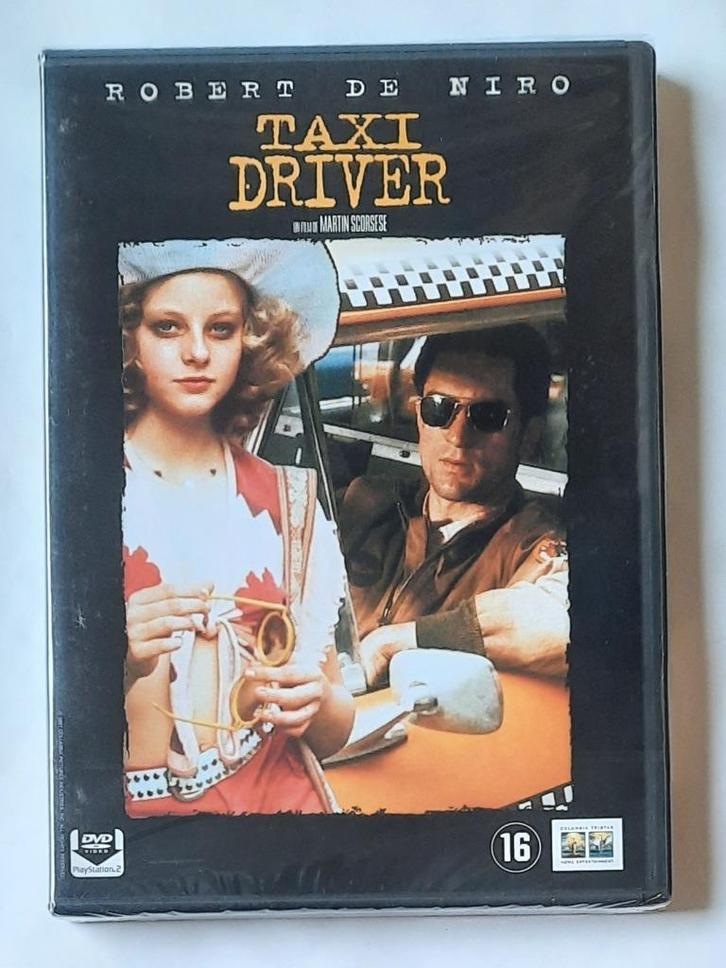 ROBERT DE NIRO
TAXI
DRIVER
UN FILM DE MARTIN SCORSESE
DVD
VIDEO
PlayStation.2
16
COLUMBIA TRISTAR
HOME ENTERTAINMENT